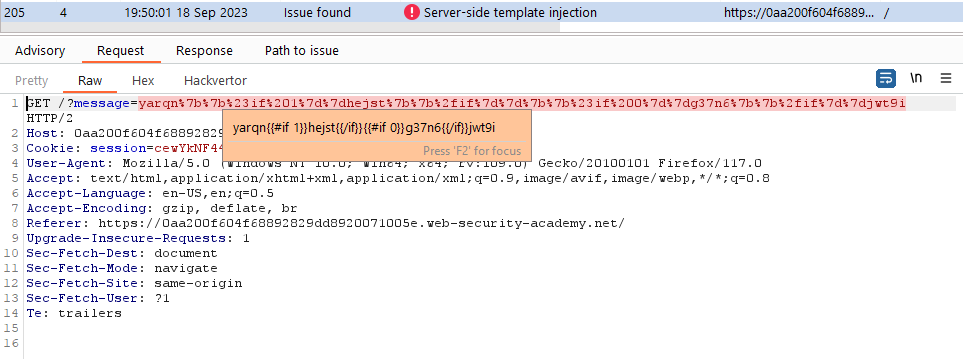 205 4 19:50:01 18 Sep 2023 Issue found Server-side template injection https://0aa200f604f6889... /
Advisory Request Response Path to issue
Pretty Raw Hex Hackvertor \n
1 GET /?message=yarqn%7b%7b%23if%201%7d%7dhejst%7b%7b%2fif%7d%7d%7b%7b%23if%200%7d%7dg37n6%7b%7b%2fif%7d%7djwt9i
HTTP/2
2 Host: 0aa200f604f68892829
3 Cookie: session=cewYkNF44
yarqn{{#if 1}}hejst{{/if}}{{#if 0}}g37n6{{/if}}jwt9i
Press 'F2' for focus
4 User-Agent: Mozilla/5.0 (Windows NT 10.0; Win64; x64; rv:109.0) Gecko/20100101 Firefox/117.0
5 Accept: text/html,application/xhtml+xml,application/xml;q=0.9,image/avif,image/webp,*/*;q=0.8
6 Accept-Language: en-US,en;q=0.5
7 Accept-Encoding: gzip, deflate, br
8 Referer: https://0aa200f604f68892829dd8920071005e.web-security-academy.net/
9 Upgrade-Insecure-Requests: 1
10 Sec-Fetch-Dest: document
11 Sec-Fetch-Mode: navigate
12 Sec-Fetch-Site: same-origin
13 Sec-Fetch-User: ?1
14 Te: trailers
15
16